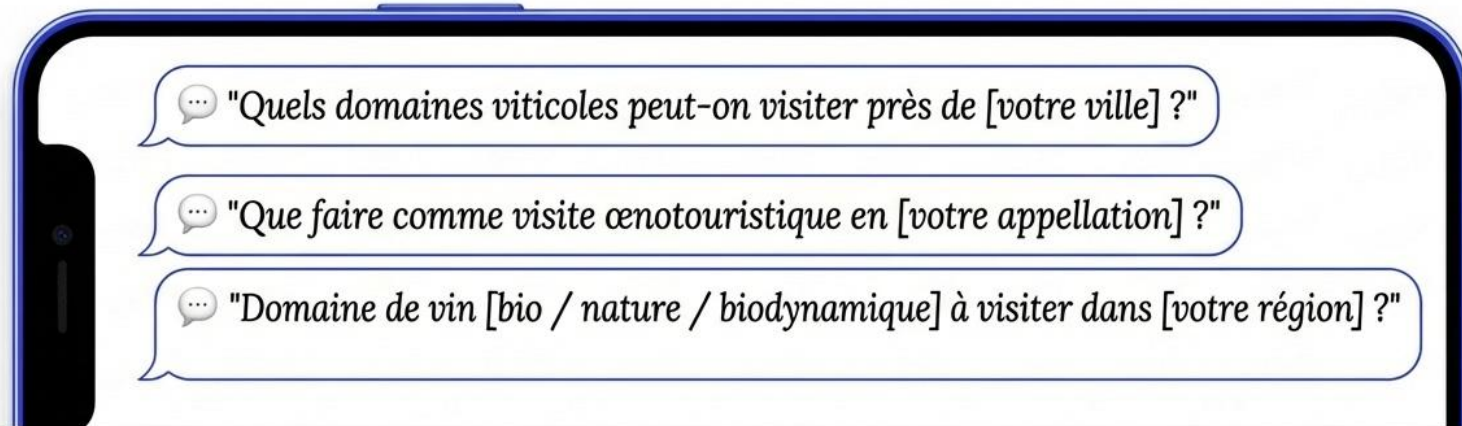 "Quels domaines viticoles peut-on visiter près de [votre ville] ?"
"Que faire comme visite œnotouristique en [votre appellation] ?"
"Domaine de vin [bio / nature / biodynamique] à visiter dans [votre région] ?"